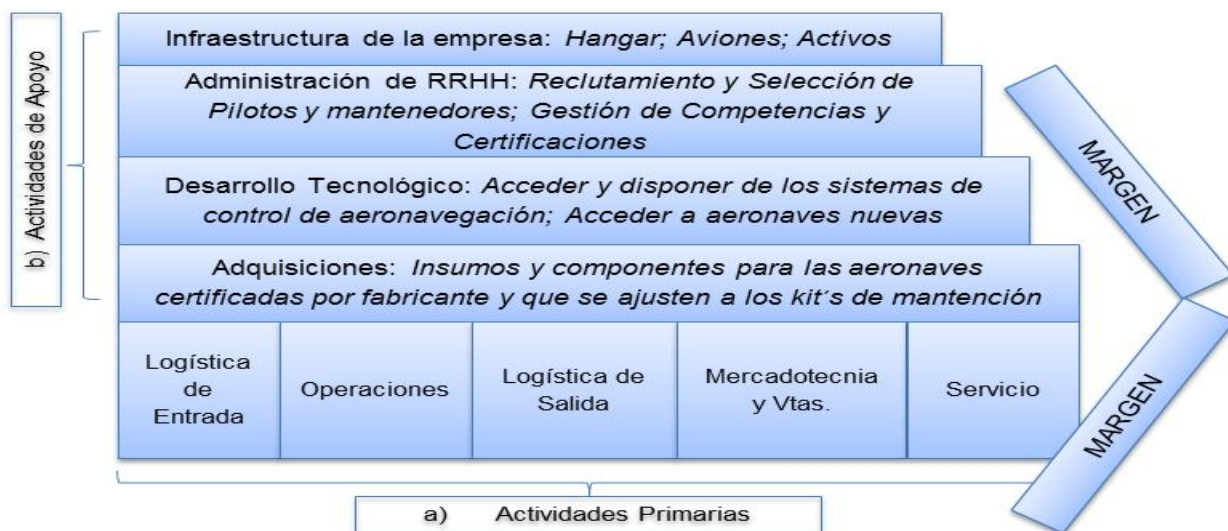 b) Actividades de Apoyo
Infraestructura de la empresa: Hangar; Aviones; Activos
Administración de RRHH: Reclutamiento y Selección de
Pilotos y mantenedores; Gestión de Competencias y
Certificaciones
Desarrollo Tecnológico: Acceder y disponer de los sistemas de
control de aeronavegación; Acceder a aeronaves nuevas
Adquisiciones: Insumos y componentes para las aeronaves
certificadas por fabricante y que se ajusten a los kit´s de mantención
Logística
de
Entrada
Operaciones
Logística de
Salida
Mercadotecnia
y Vtas.
Servicio
MARGEN
MARGEN
a) Actividades Primarias